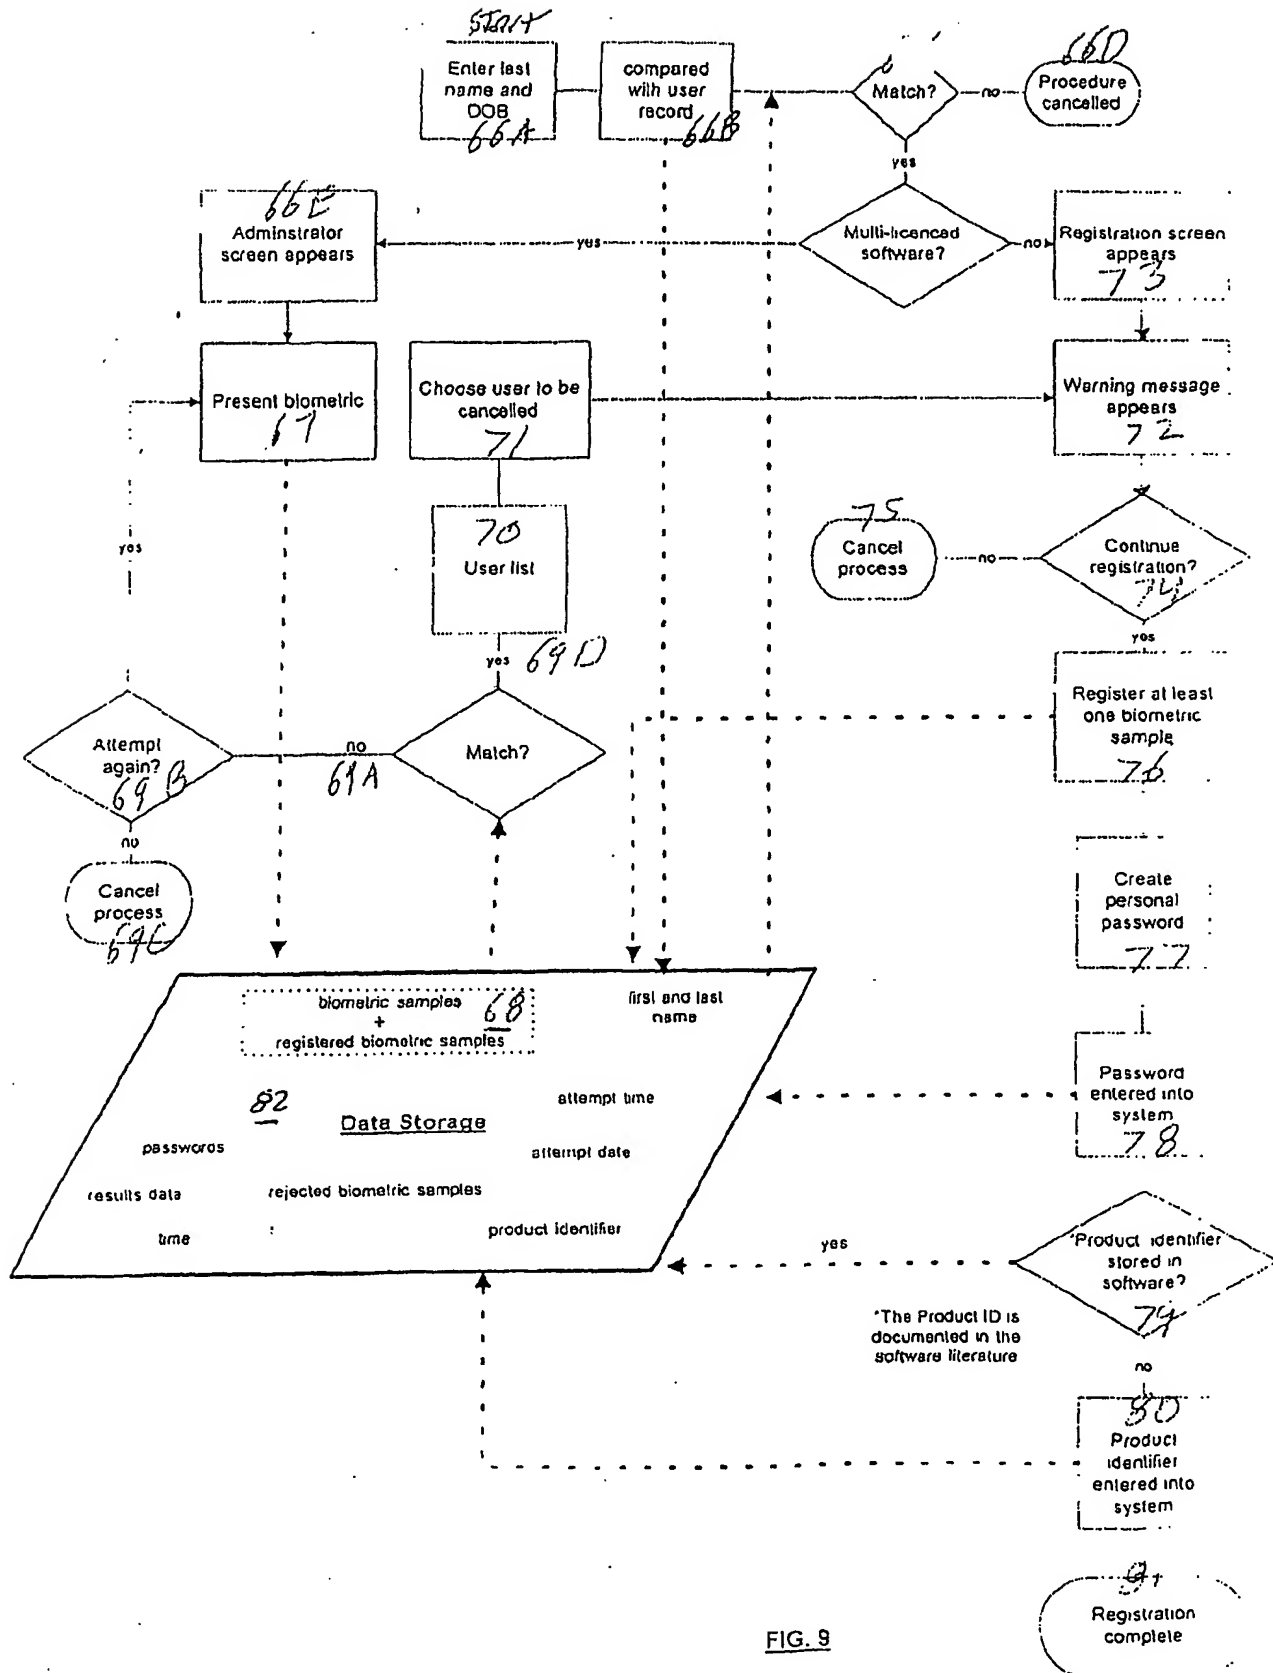 START
Enter last
name and
DOB
66A
compared
with user
record
66B
Match?
no
66D
Procedure
cancelled
yes
66E
Adminstrator
screen appears
yes
Multi-licenced
software?
no
Registration screen
appears
73
Present biometric
67
Choose user to be
cancelled
71
Warning message
appears
72
yes
70
User list
75
Cancel
process
no
Continue
registration?
74
yes
yes
69D
Register at least
one biometric
sample
76
Attempt
again?
69B
no
69A
Match?
no
Cancel
process
69C
Create
personal
password
77
biometric samples
+
registered biometric samples
68
first and last
name
82
Data Storage
attempt time
passwords
attempt date
results data
rejected biometric samples
time
product identifier
Password
entered into
system
78
yes
*Product identifier
stored in
software?
79
*The Product ID is
documented in the
software literature
no
80
Product
identifier
entered into
system
Registration
complete
FIG. 9